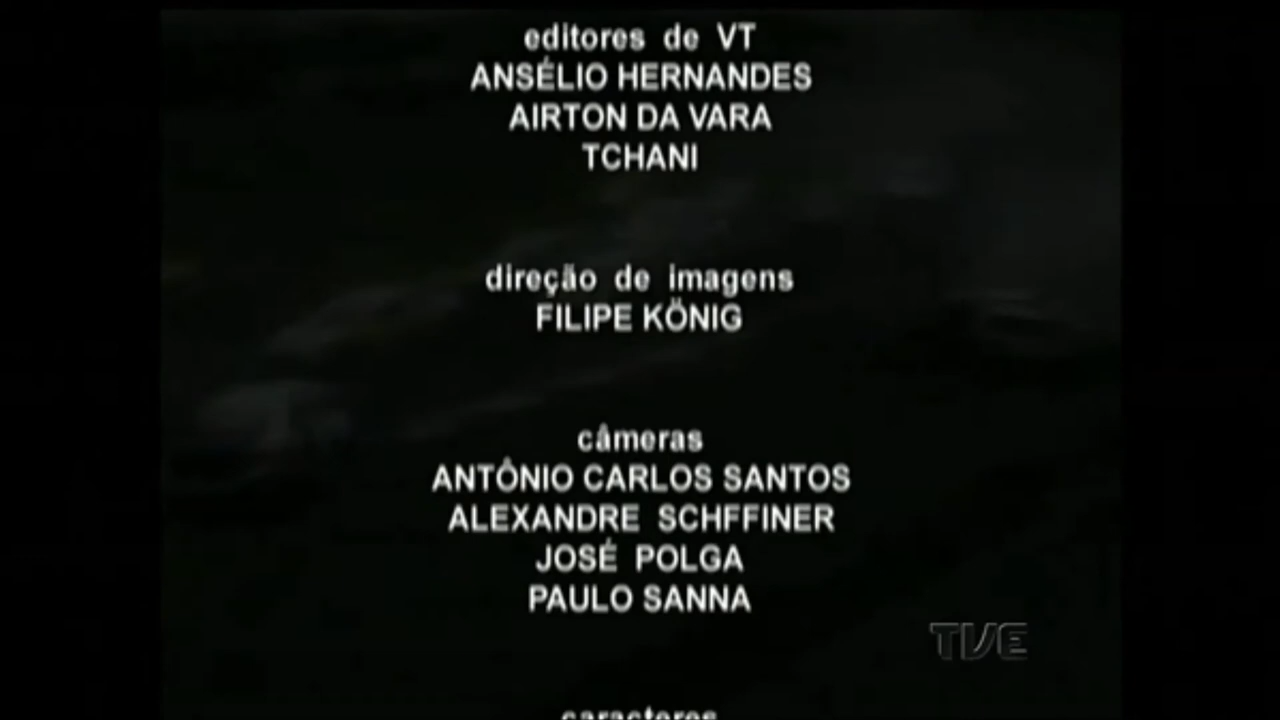 editores de VT
ANSÉLIO HERNANDES
AIRTON DA VARA
TCHANI
direção de imagens
FILIPE KÖNIG
câmeras
ANTÔNIO CARLOS SANTOS
ALEXANDRE SCHFFINER
JOSÉ POLGA
PAULO SANNA
TVE
caracteres